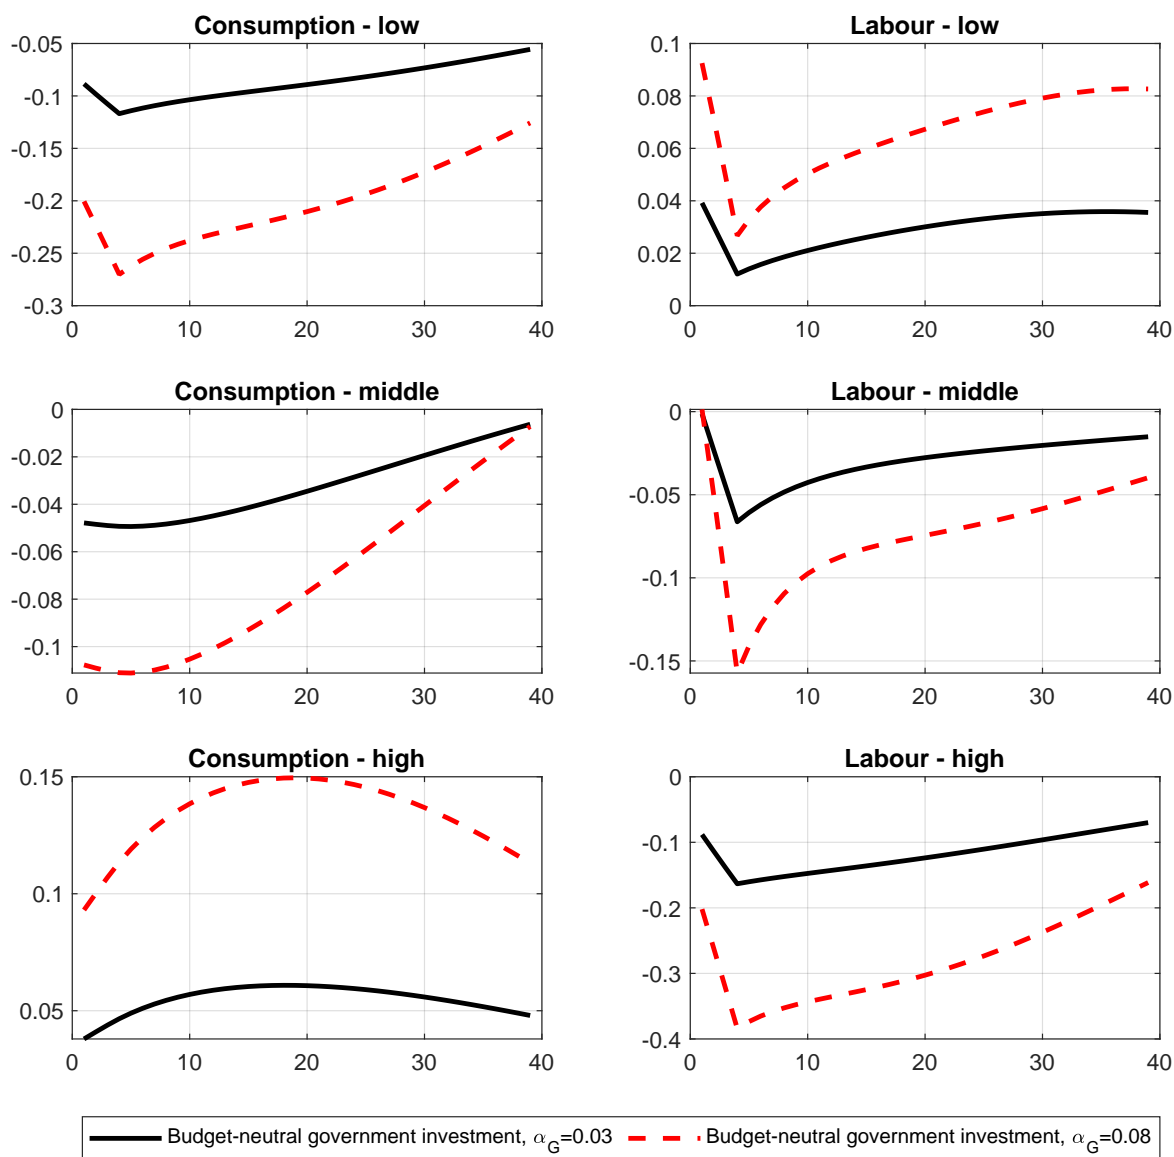 Consumption - low
-0.05
-0.1
-0.15
-0.2
-0.25
-0.3
0 10 20 30 40
Labour - low
0.1
0.08
0.06
0.04
0.02
0
0 10 20 30 40
Consumption - middle
0
-0.02
-0.04
-0.06
-0.08
-0.1
0 10 20 30 40
Labour - middle
0
-0.05
-0.1
-0.15
0 10 20 30 40
Consumption - high
0.15
0.1
0.05
0 10 20 30 40
Labour - high
0
-0.1
-0.2
-0.3
-0.4
0 10 20 30 40
Budget-neutral government investment, α_G=0.03 Budget-neutral government investment, α_G=0.08